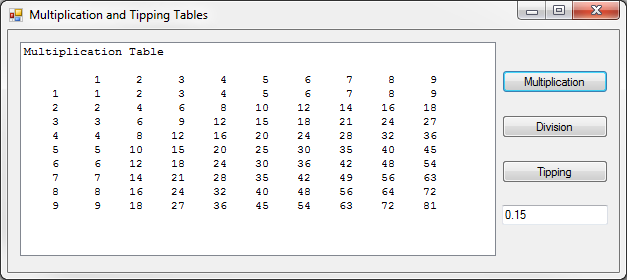 Multiplication and Tipping Tables
Multiplication Table
1 2 3 4 5 6 7 8 9
1 1 2 3 4 5 6 7 8 9
2 2 4 6 8 10 12 14 16 18
3 3 6 9 12 15 18 21 24 27
4 4 8 12 16 20 24 28 32 36
5 5 10 15 20 25 30 35 40 45
6 6 12 18 24 30 36 42 48 54
7 7 14 21 28 35 42 49 56 63
8 8 16 24 32 40 48 56 64 72
9 9 18 27 36 45 54 63 72 81
Multiplication
Division
Tipping
0.15